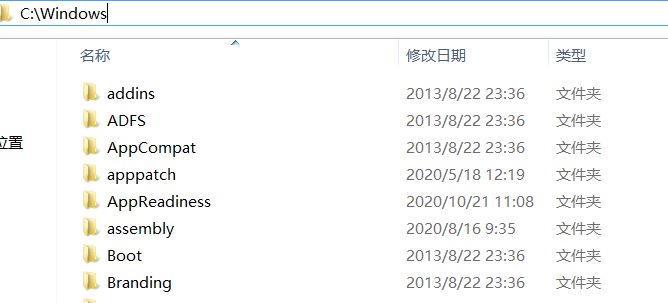 C:\Windows
名称 修改日期 类型
addins 2013/8/22 23:36 文件夹
ADFS 2013/8/22 23:36 文件夹
位置
AppCompat 2013/8/22 23:36 文件夹
apppatch 2020/5/18 12:19 文件夹
AppReadiness 2020/10/21 11:08 文件夹
assembly 2020/8/16 9:35 文件夹
Boot 2013/8/22 23:36 文件夹
Branding 2013/8/22 23:36 文件夹